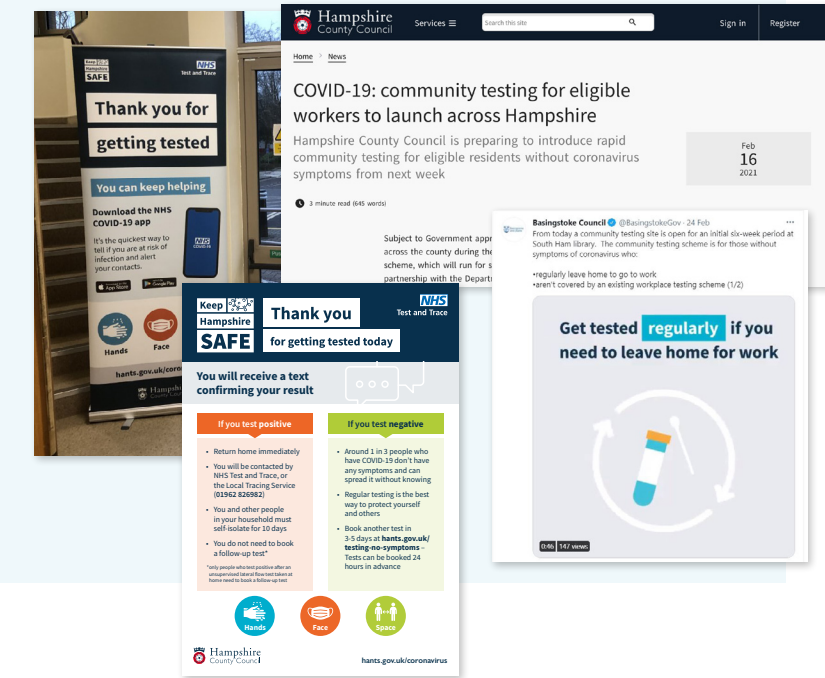 Keep
Hampshire
SAFE
NHS
Test and Trace
Thank you for
getting tested
You can keep helping
Download the NHS
COVID-19 app
It's the quickest way to
tell if you are at risk of
infection and alert
your contacts.
App Store
Google Play
NHS
Hands
Face
hants.gov.uk/coro
Hampshire
Hampshire
County Council
Services
Search this site
Sign in
Register
Home > News
COVID-19: community testing for eligible
workers to launch across Hampshire
Hampshire County Council is preparing to introduce rapid
community testing for eligible residents without coronavirus
symptoms from next week
Feb
16
2021
3 minute read (645 words)
Subject to Government appr
across the county during the
scheme, which will run for s
partnership with the Departm
Basingstoke Council @BasingstokeGov · 24 Feb
From today a community testing site is open for an initial six-week period at
South Ham library. The community testing scheme is for those without
symptoms of coronavirus who:
•regularly leave home to go to work
•aren't covered by an existing workplace testing scheme (1/2)
Get tested regularly if you
need to leave home for work
0:46 147 views
Keep
Hampshire
SAFE
Thank you
for getting tested today
NHS
Test and Trace
You will receive a text
confirming your result
If you test positive
• Return home immediately
• You will be contacted by
NHS Test and Trace, or
the Local Tracing Service
(01962 826982)
• You and other people
in your household must
self-isolate for 10 days
• You do not need to book
a follow-up test*
*only people who test positive after an
unsupervised lateral flow test taken at
home need to book a follow-up test
If you test negative
• Around 1 in 3 people who
have COVID-19 don't have
any symptoms and can
spread it without knowing
• Regular testing is the best
way to protect yourself
and others
• Book another test in
3-5 days at hants.gov.uk/
testing-no-symptoms –
Tests can be booked 24
hours in advance
Hands
Face
Space
Hampshire
County Council
hants.gov.uk/coronavirus